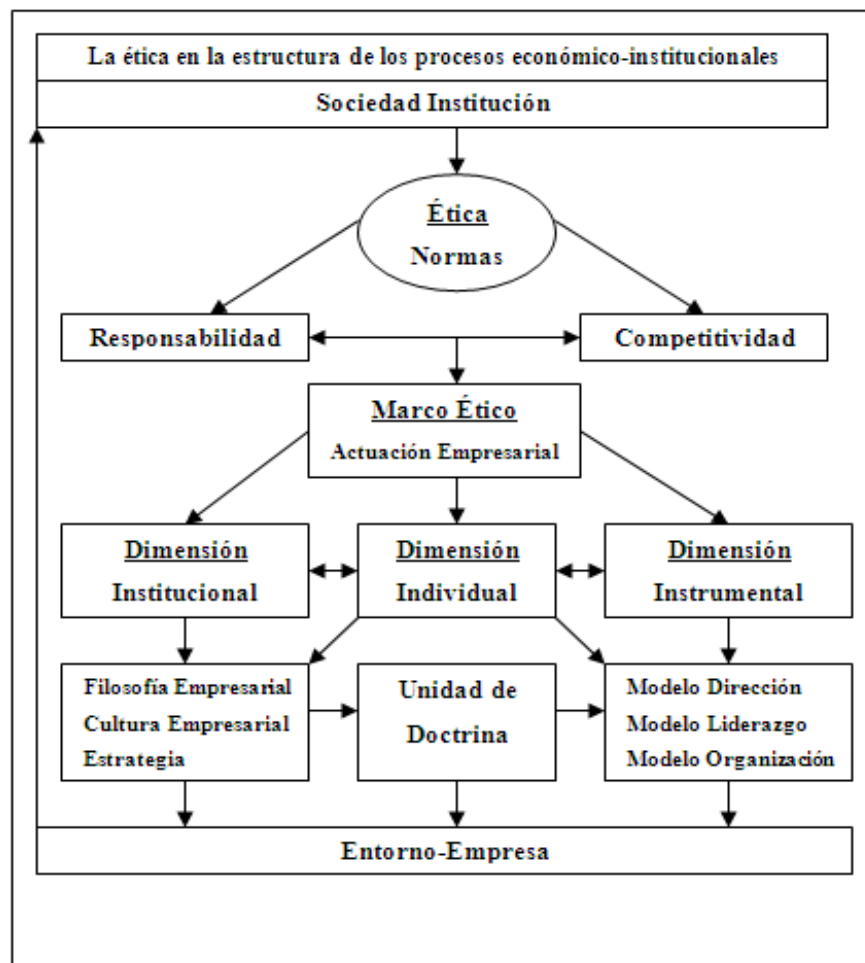 La ética en la estructura de los procesos económico-institucionales
Sociedad Institución
Ética
Normas
Responsabilidad
Competitividad
Marco Ético
Actuación Empresarial
Dimensión
Institucional
Dimensión
Individual
Dimensión
Instrumental
Filosofía Empresarial
Cultura Empresarial
Estrategia
Unidad de
Doctrina
Modelo Dirección
Modelo Liderazgo
Modelo Organización
Entorno-Empresa